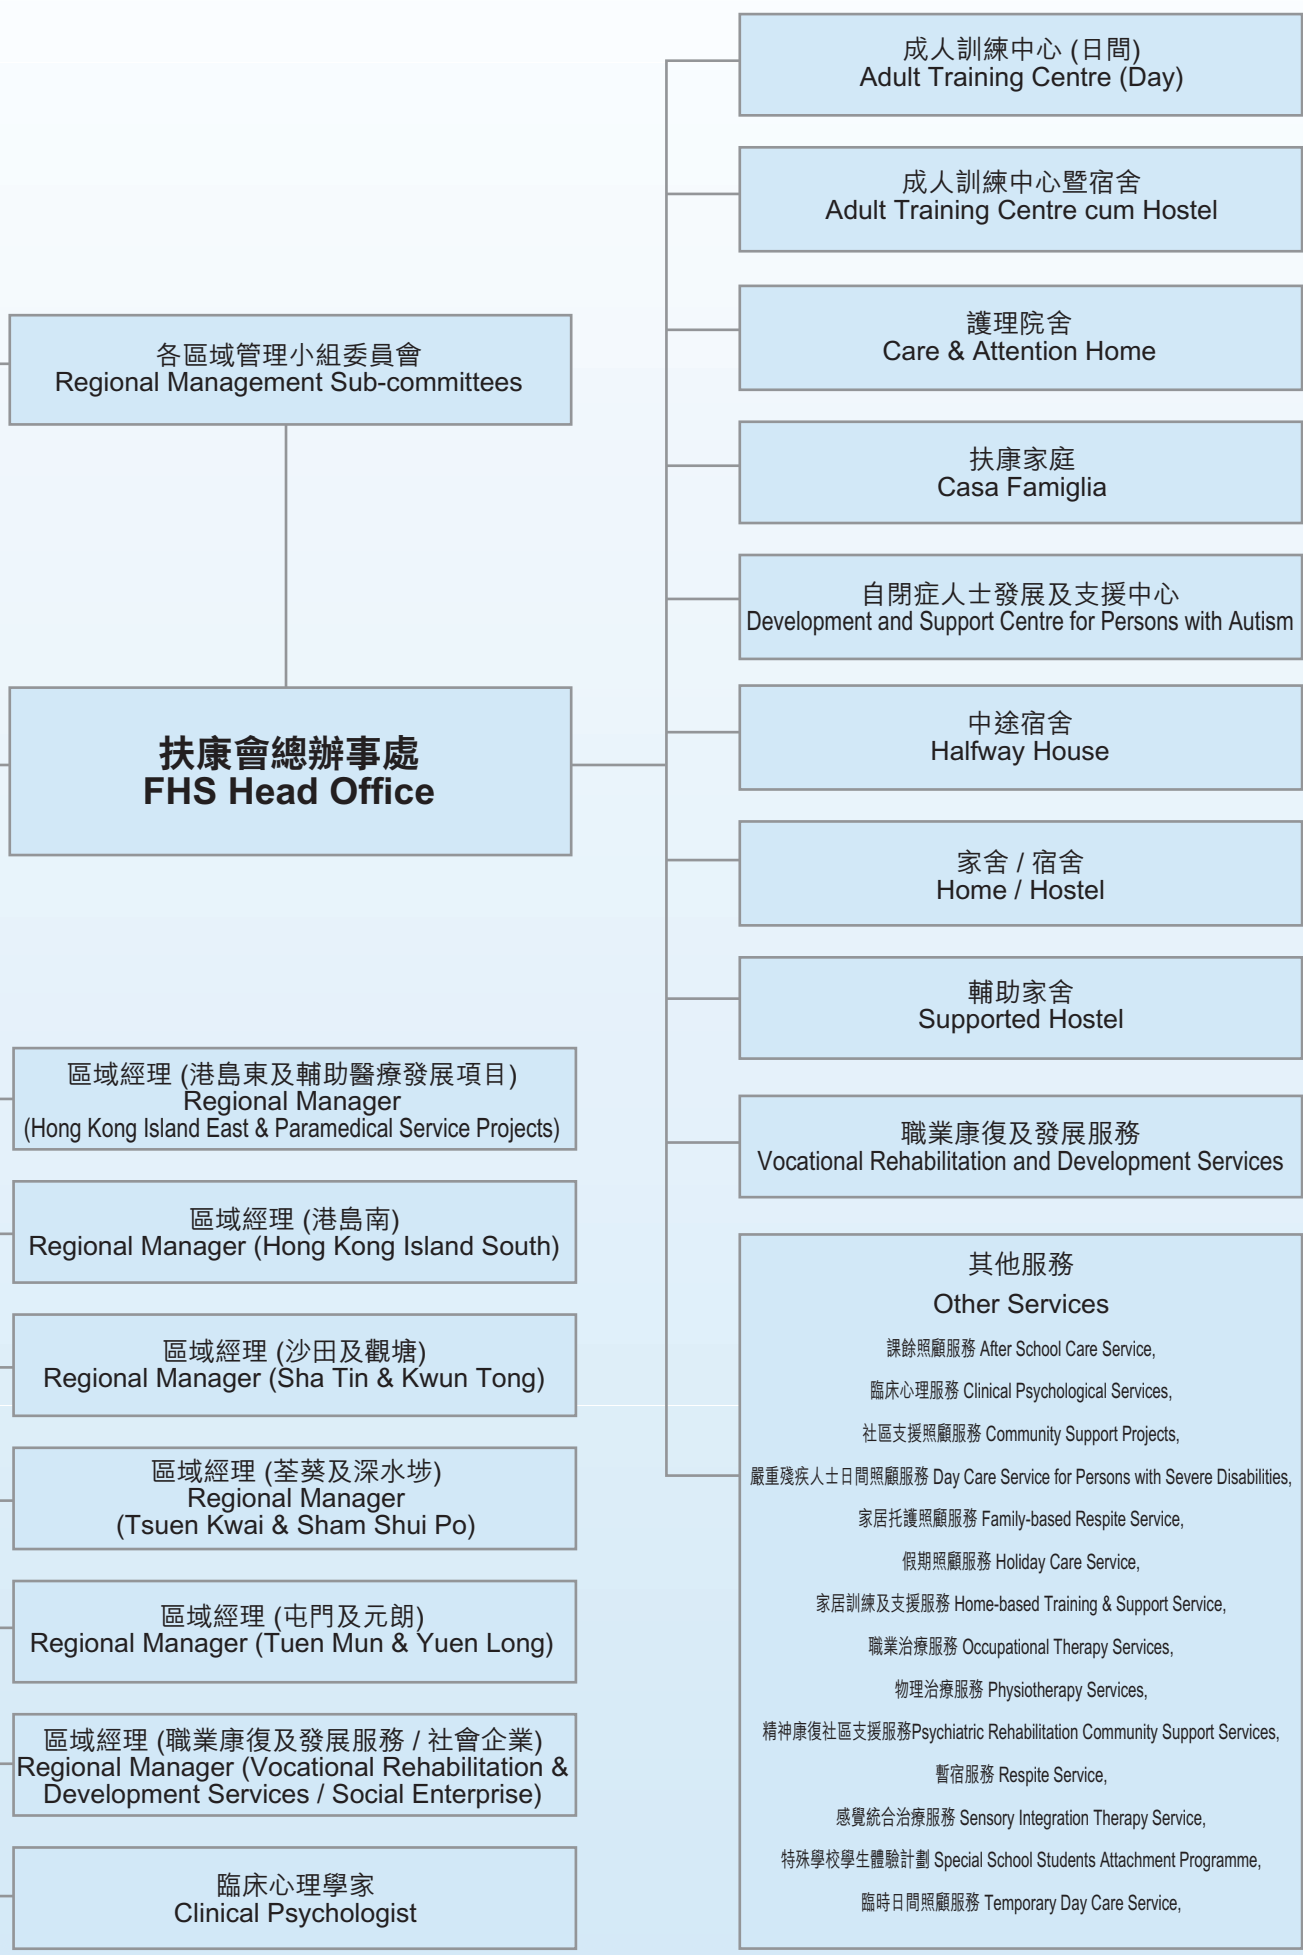 各區域管理小組委員會
Regional Management Sub-committees
扶康會總辦事處
FHS Head Office
區域經理 (港島東及輔助醫療發展項目)
Regional Manager
(Hong Kong Island East & Paramedical Service Projects)
區域經理 (港島南)
Regional Manager (Hong Kong Island South)
區域經理 (沙田及觀塘)
Regional Manager (Sha Tin & Kwun Tong)
區域經理 (荃葵及深水埗)
Regional Manager
(Tsuen Kwai & Sham Shui Po)
區域經理 (屯門及元朗)
Regional Manager (Tuen Mun & Yuen Long)
區域經理 (職業康復及發展服務 / 社會企業)
Regional Manager (Vocational Rehabilitation &
Development Services / Social Enterprise)
臨床心理學家
Clinical Psychologist
成人訓練中心 (日間)
Adult Training Centre (Day)
成人訓練中心暨宿舍
Adult Training Centre cum Hostel
護理院舍
Care & Attention Home
扶康家庭
Casa Famiglia
自閉症人士發展及支援中心
Development and Support Centre for Persons with Autism
中途宿舍
Halfway House
家舍 / 宿舍
Home / Hostel
輔助家舍
Supported Hostel
職業康復及發展服務
Vocational Rehabilitation and Development Services
其他服務
Other Services
課餘照顧服務 After School Care Service,
臨床心理服務 Clinical Psychological Services,
社區支援照顧服務 Community Support Projects,
嚴重殘疾人士日間照顧服務 Day Care Service for Persons with Severe Disabilities,
家居托護照顧服務 Family-based Respite Service,
假期照顧服務 Holiday Care Service,
家居訓練及支援服務 Home-based Training & Support Service,
職業治療服務 Occupational Therapy Services,
物理治療服務 Physiotherapy Services,
精神康復社區支援服務Psychiatric Rehabilitation Community Support Services,
暫宿服務 Respite Service,
感覺統合治療服務 Sensory Integration Therapy Service,
特殊學校學生體驗計劃 Special School Students Attachment Programme,
臨時日間照顧服務 Temporary Day Care Service,